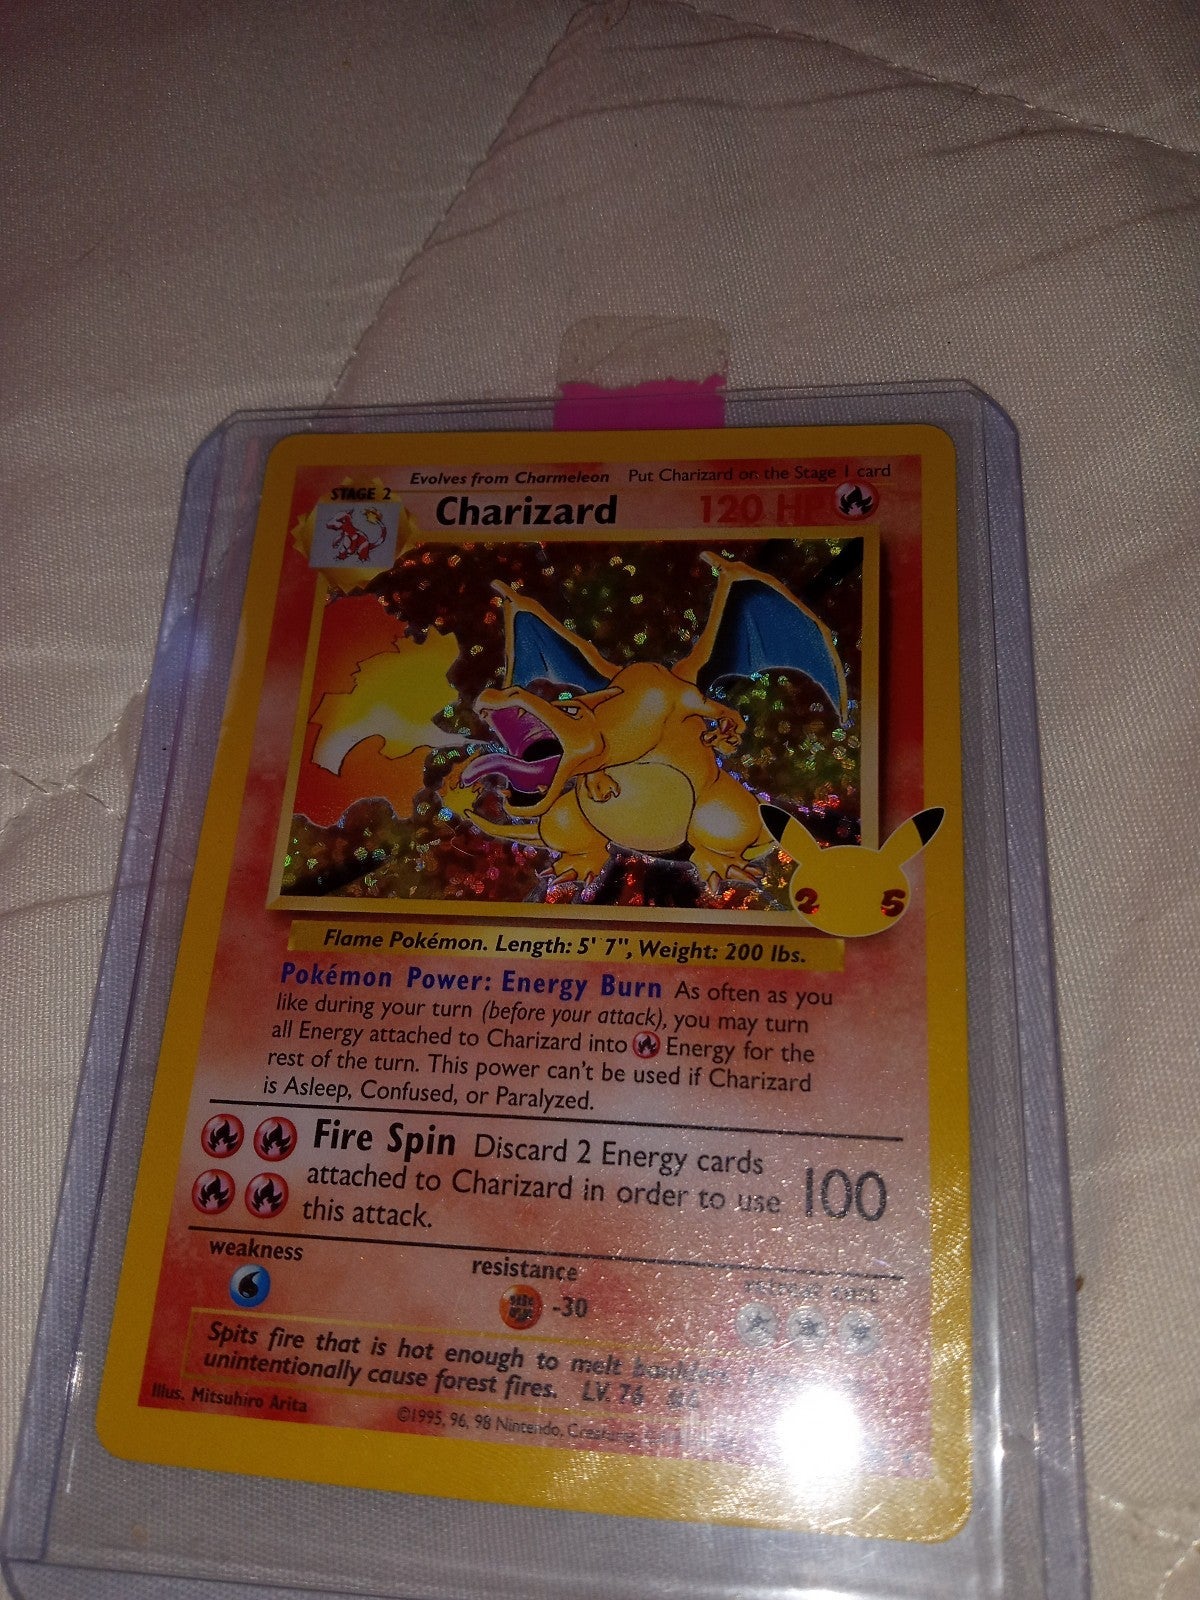 Evolves from Charmeleon Put Charizard on the Stage 1 card
STAGE 2
Charizard 120 HP
2 5
Flame Pokémon. Length: 5' 7", Weight: 200 lbs.
Pokémon Power: Energy Burn As often as you
like during your turn (before your attack), you may turn
all Energy attached to Charizard into Energy for the
rest of the turn. This power can't be used if Charizard
is Asleep, Confused, or Paralyzed.
Fire Spin Discard 2 Energy cards
attached to Charizard in order to use
this attack.
100
weakness
resistance
retreat cost
-30
Spits fire that is hot enough to melt boulders.
unintentionally cause forest fires. LV. 76 #6
Illus. Mitsuhiro Arita
©1995, 96, 98 Nintendo, Creatures,